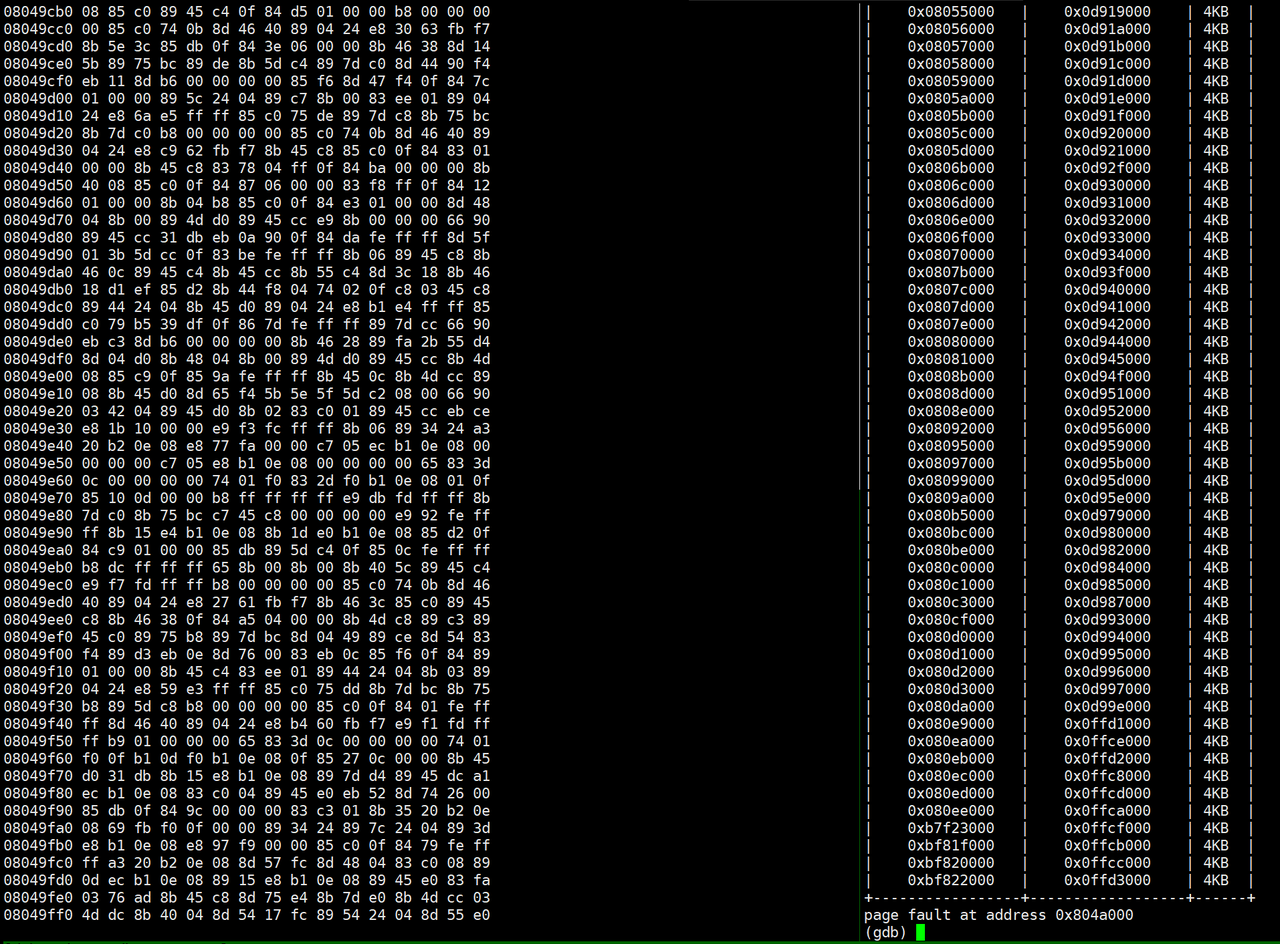 08049cb0 08 85 c0 89 45 c4 0f 84 d5 01 00 00 b8 00 00 00
08049cc0 00 85 c0 74 0b 8d 46 40 89 04 24 e8 30 63 fb f7
08049cd0 8b 5e 3c 85 db 0f 84 3e 06 00 00 8b 46 38 8d 14
08049ce0 5b 89 75 bc 89 de 8b 5d c4 89 7d c0 8d 44 90 f4
08049cf0 eb 11 8d b6 00 00 00 00 85 f6 8d 47 f4 0f 84 7c
08049d00 01 00 00 89 5c 24 04 89 c7 8b 00 83 ee 01 89 04
08049d10 24 e8 6a e5 ff ff 85 c0 75 de 89 7d c8 8b 75 bc
08049d20 8b 7d c0 b8 00 00 00 00 85 c0 74 0b 8d 46 40 89
08049d30 04 24 e8 c9 62 fb f7 8b 45 c8 85 c0 0f 84 83 01
08049d40 00 00 8b 45 c8 83 78 04 ff 0f 84 ba 00 00 00 8b
08049d50 40 08 85 c0 0f 84 87 06 00 00 83 f8 ff 0f 84 12
08049d60 01 00 00 8b 04 b8 85 c0 0f 84 e3 01 00 00 8d 48
08049d70 04 8b 00 89 4d d0 89 45 cc e9 8b 00 00 00 66 90
08049d80 89 45 cc 31 db eb 0a 90 0f 84 da fe ff ff 8d 5f
08049d90 01 3b 5d cc 0f 83 be fe ff ff 8b 06 89 45 c8 8b
08049da0 46 0c 89 45 c4 8b 45 cc 8b 55 c4 8d 3c 18 8b 46
08049db0 18 d1 ef 85 d2 8b 44 f8 04 74 02 0f c8 03 45 c8
08049dc0 89 44 24 04 8b 45 d0 89 04 24 e8 b1 e4 ff ff 85
08049dd0 c0 79 b5 39 df 0f 86 7d fe ff ff 89 7d cc 66 90
08049de0 eb c3 8d b6 00 00 00 00 8b 46 28 89 fa 2b 55 d4
08049df0 8d 04 d0 8b 48 04 8b 00 89 4d d0 89 45 cc 8b 4d
08049e00 08 85 c9 0f 85 9a fe ff ff 8b 45 0c 8b 4d cc 89
08049e10 08 8b 45 d0 8d 65 f4 5b 5e 5f 5d c2 08 00 66 90
08049e20 03 42 04 89 45 d0 8b 02 83 c0 01 89 45 cc eb ce
08049e30 e8 1b 10 00 00 e9 f3 fc ff ff 8b 06 89 34 24 a3
08049e40 20 b2 0e 08 e8 77 fa 00 00 c7 05 ec b1 0e 08 00
08049e50 00 00 00 c7 05 e8 b1 0e 08 00 00 00 00 65 83 3d
08049e60 0c 00 00 00 00 74 01 f0 83 2d f0 b1 0e 08 01 0f
08049e70 85 10 0d 00 00 b8 ff ff ff ff e9 db fd ff ff 8b
08049e80 7d c0 8b 75 bc c7 45 c8 00 00 00 00 e9 92 fe ff
08049e90 ff 8b 15 e4 b1 0e 08 8b 1d e0 b1 0e 08 85 d2 0f
08049ea0 84 c9 01 00 00 85 db 89 5d c4 0f 85 0c fe ff ff
08049eb0 b8 dc ff ff ff 65 8b 00 8b 00 8b 40 5c 89 45 c4
08049ec0 e9 f7 fd ff ff b8 00 00 00 00 85 c0 74 0b 8d 46
08049ed0 40 89 04 24 e8 27 61 fb f7 8b 46 3c 85 c0 89 45
08049ee0 c8 8b 46 38 0f 84 a5 04 00 00 8b 4d c8 89 c3 89
08049ef0 45 c0 89 75 b8 89 7d bc 8d 04 49 89 ce 8d 54 83
08049f00 f4 89 d3 eb 0e 8d 76 00 83 eb 0c 85 f6 0f 84 89
08049f10 01 00 00 8b 45 c4 83 ee 01 89 44 24 04 8b 03 89
08049f20 04 24 e8 59 e3 ff ff 85 c0 75 dd 8b 7d bc 8b 75
08049f30 b8 89 5d c8 b8 00 00 00 00 85 c0 0f 84 01 fe ff
08049f40 ff 8d 46 40 89 04 24 e8 b4 60 fb f7 e9 f1 fd ff
08049f50 ff b9 01 00 00 00 65 83 3d 0c 00 00 00 00 74 01
08049f60 f0 0f b1 0d f0 b1 0e 08 0f 85 27 0c 00 00 8b 45
08049f70 d0 31 db 8b 15 e8 b1 0e 08 89 7d d4 89 45 dc a1
08049f80 ec b1 0e 08 83 c0 04 89 45 e0 eb 52 8d 74 26 00
08049f90 85 db 0f 84 9c 00 00 00 83 c3 01 8b 35 20 b2 0e
08049fa0 08 69 fb f0 0f 00 00 89 34 24 89 7c 24 04 89 3d
08049fb0 e8 b1 0e 08 e8 97 f9 00 00 85 c0 0f 84 79 fe ff
08049fc0 ff a3 20 b2 0e 08 8d 57 fc 8d 48 04 83 c0 08 89
08049fd0 0d ec b1 0e 08 89 15 e8 b1 0e 08 89 45 e0 83 fa
08049fe0 03 76 ad 8b 45 c8 8d 75 e4 8b 7d e0 8b 4d cc 03
08049ff0 4d dc 8b 40 04 8d 54 17 fc 89 54 24 04 8d 55 e0
| 0x08055000 | 0x0d919000 | 4KB |
| 0x08056000 | 0x0d91a000 | 4KB |
| 0x08057000 | 0x0d91b000 | 4KB |
| 0x08058000 | 0x0d91c000 | 4KB |
| 0x08059000 | 0x0d91d000 | 4KB |
| 0x0805a000 | 0x0d91e000 | 4KB |
| 0x0805b000 | 0x0d91f000 | 4KB |
| 0x0805c000 | 0x0d920000 | 4KB |
| 0x0805d000 | 0x0d921000 | 4KB |
| 0x0806b000 | 0x0d92f000 | 4KB |
| 0x0806c000 | 0x0d930000 | 4KB |
| 0x0806d000 | 0x0d931000 | 4KB |
| 0x0806e000 | 0x0d932000 | 4KB |
| 0x0806f000 | 0x0d933000 | 4KB |
| 0x08070000 | 0x0d934000 | 4KB |
| 0x0807b000 | 0x0d93f000 | 4KB |
| 0x0807c000 | 0x0d940000 | 4KB |
| 0x0807d000 | 0x0d941000 | 4KB |
| 0x0807e000 | 0x0d942000 | 4KB |
| 0x08080000 | 0x0d944000 | 4KB |
| 0x08081000 | 0x0d945000 | 4KB |
| 0x0808b000 | 0x0d94f000 | 4KB |
| 0x0808d000 | 0x0d951000 | 4KB |
| 0x0808e000 | 0x0d952000 | 4KB |
| 0x08092000 | 0x0d956000 | 4KB |
| 0x08095000 | 0x0d959000 | 4KB |
| 0x08097000 | 0x0d95b000 | 4KB |
| 0x08099000 | 0x0d95d000 | 4KB |
| 0x0809a000 | 0x0d95e000 | 4KB |
| 0x080b5000 | 0x0d979000 | 4KB |
| 0x080bc000 | 0x0d980000 | 4KB |
| 0x080be000 | 0x0d982000 | 4KB |
| 0x080c0000 | 0x0d984000 | 4KB |
| 0x080c1000 | 0x0d985000 | 4KB |
| 0x080c3000 | 0x0d987000 | 4KB |
| 0x080cf000 | 0x0d993000 | 4KB |
| 0x080d0000 | 0x0d994000 | 4KB |
| 0x080d1000 | 0x0d995000 | 4KB |
| 0x080d2000 | 0x0d996000 | 4KB |
| 0x080d3000 | 0x0d997000 | 4KB |
| 0x080da000 | 0x0d99e000 | 4KB |
| 0x080e9000 | 0x0ffd1000 | 4KB |
| 0x080ea000 | 0x0ffce000 | 4KB |
| 0x080eb000 | 0x0ffd2000 | 4KB |
| 0x080ec000 | 0x0ffc8000 | 4KB |
| 0x080ed000 | 0x0ffcd000 | 4KB |
| 0x080ee000 | 0x0ffca000 | 4KB |
| 0xb7f23000 | 0x0ffcf000 | 4KB |
| 0xbf81f000 | 0x0ffcb000 | 4KB |
| 0xbf820000 | 0x0ffcc000 | 4KB |
| 0xbf822000 | 0x0ffd3000 | 4KB |
+-----------------+------------------+------+
page fault at address 0x804a000
(gdb)